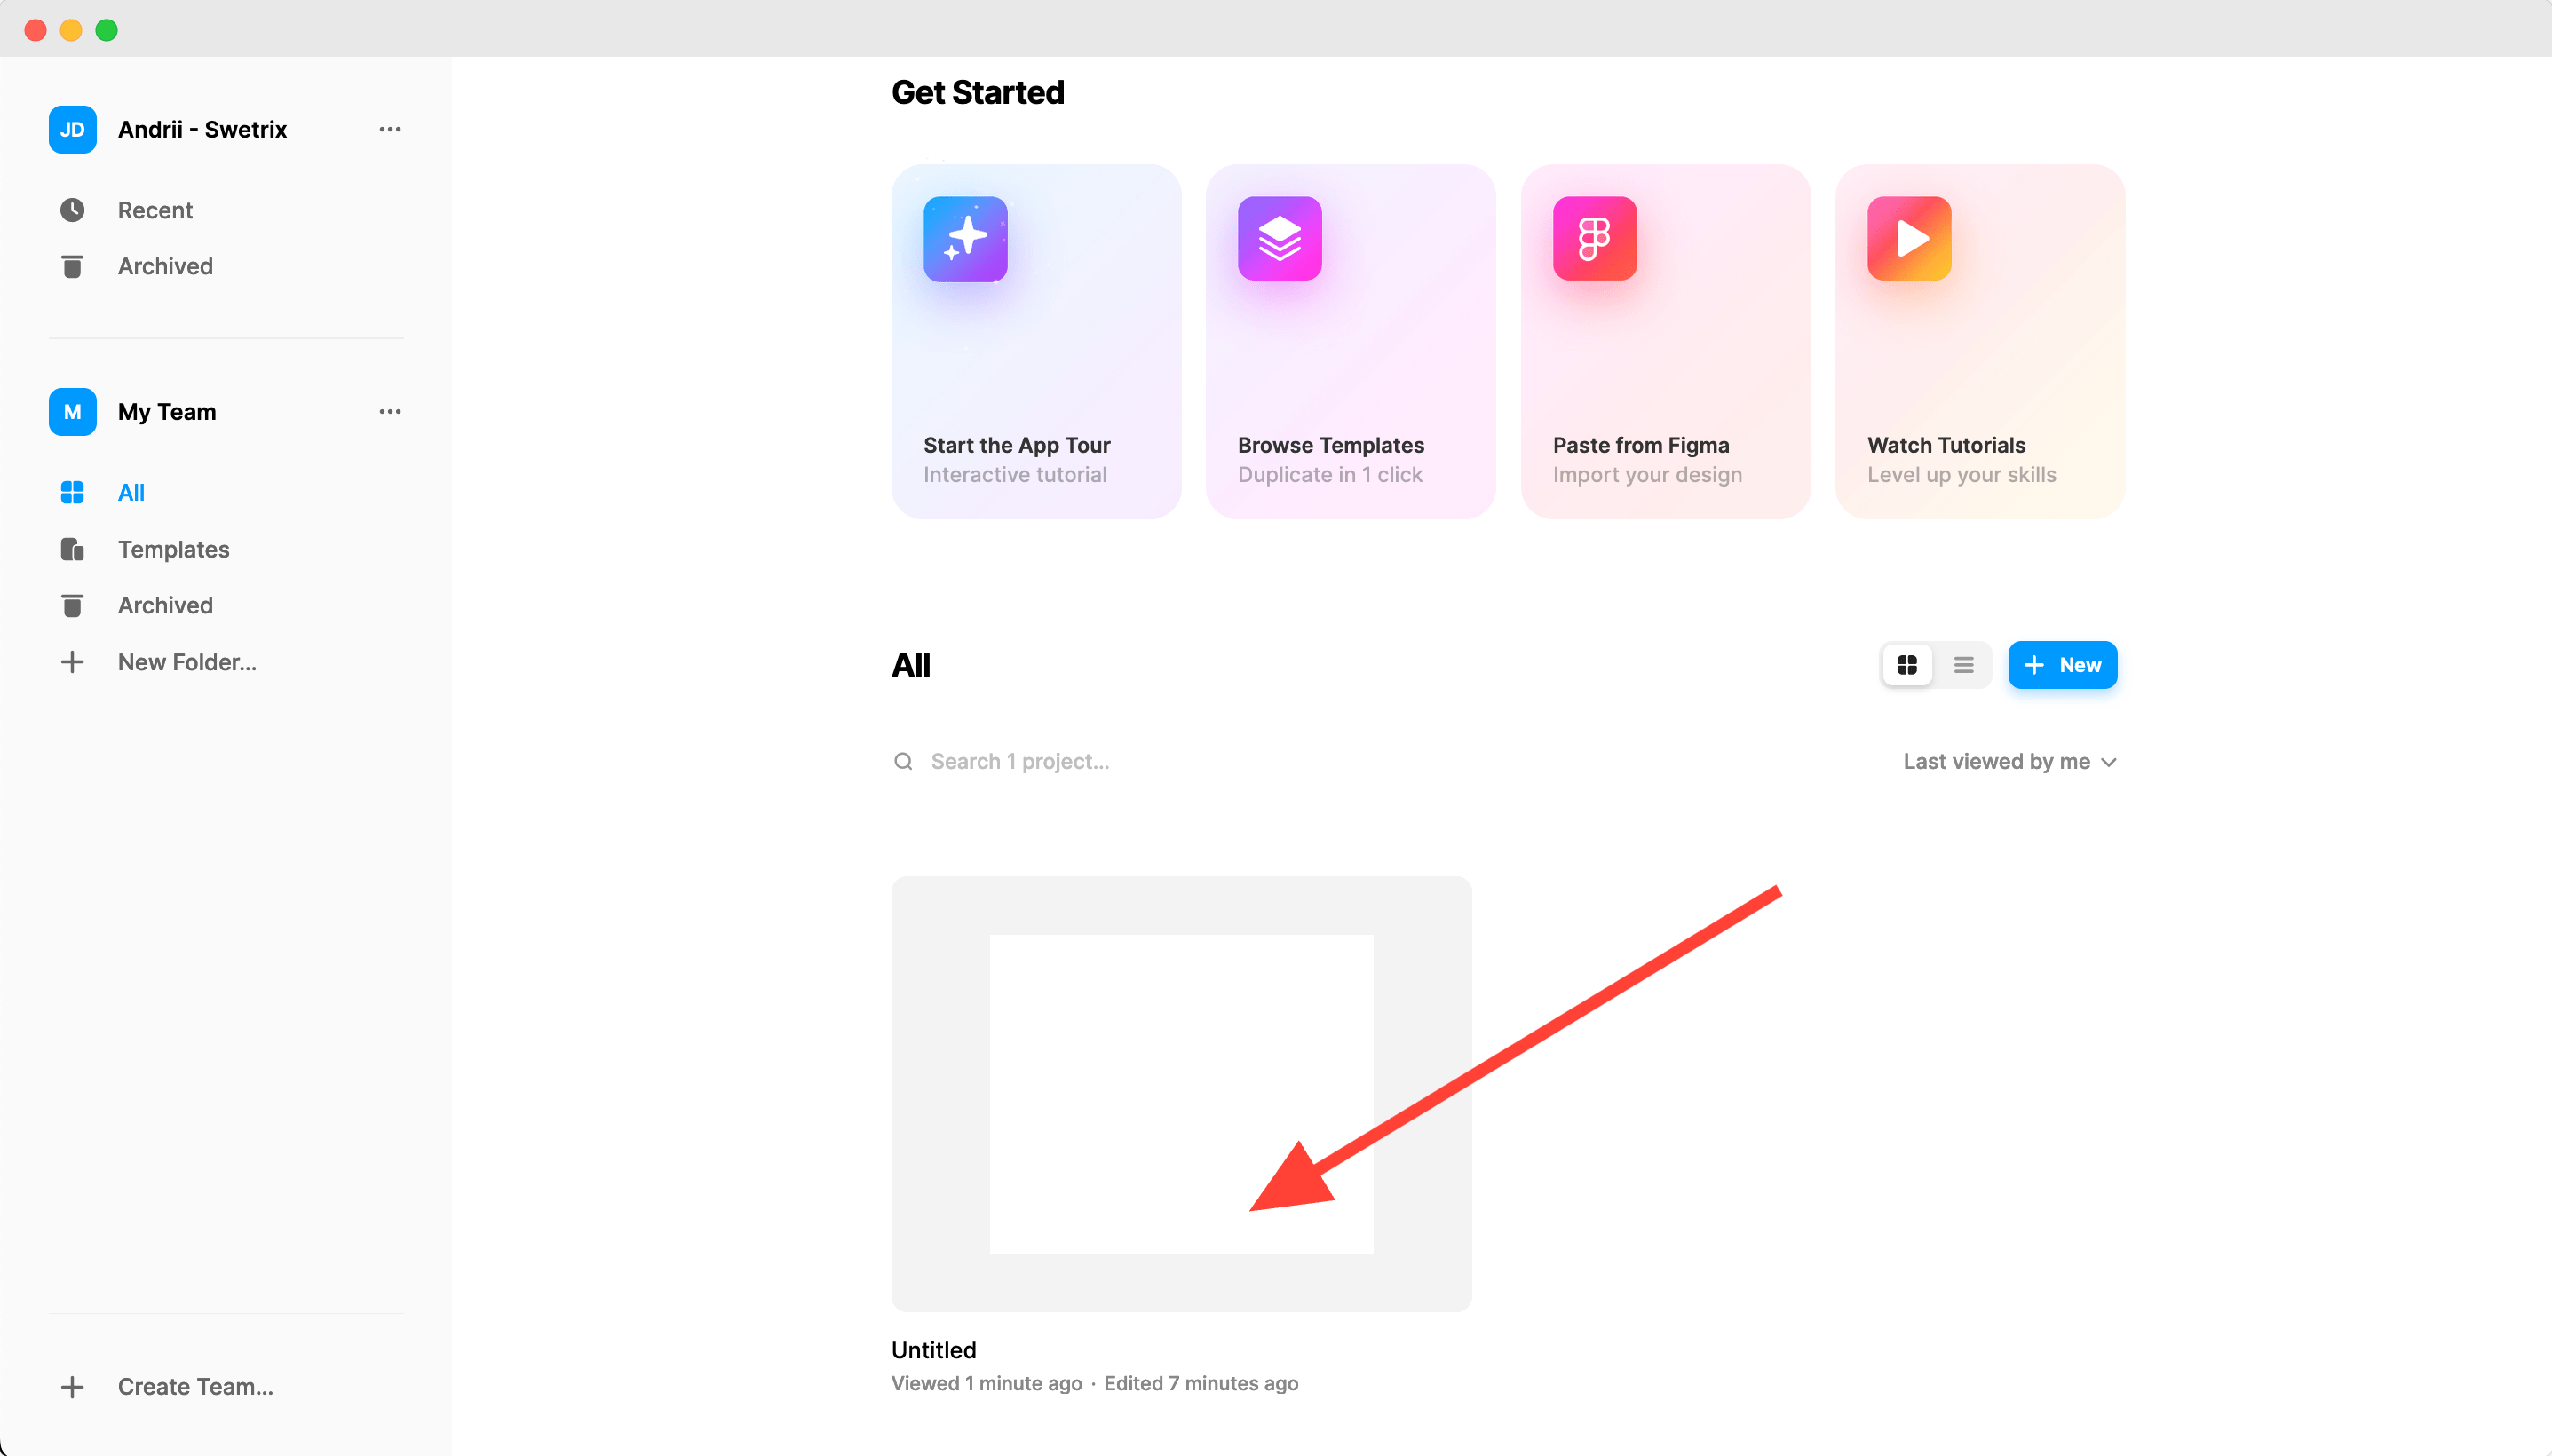 Get Started
JD Andrii - Swetrix
Recent
Archived
M My Team
All
Templates
Archived
New Folder...
Create Team...
Start the App Tour
Interactive tutorial
Browse Templates
Duplicate in 1 click
Paste from Figma
Import your design
Watch Tutorials
Level up your skills
All
New
Search 1 project...
Last viewed by me
Untitled
Viewed 1 minute ago · Edited 7 minutes ago